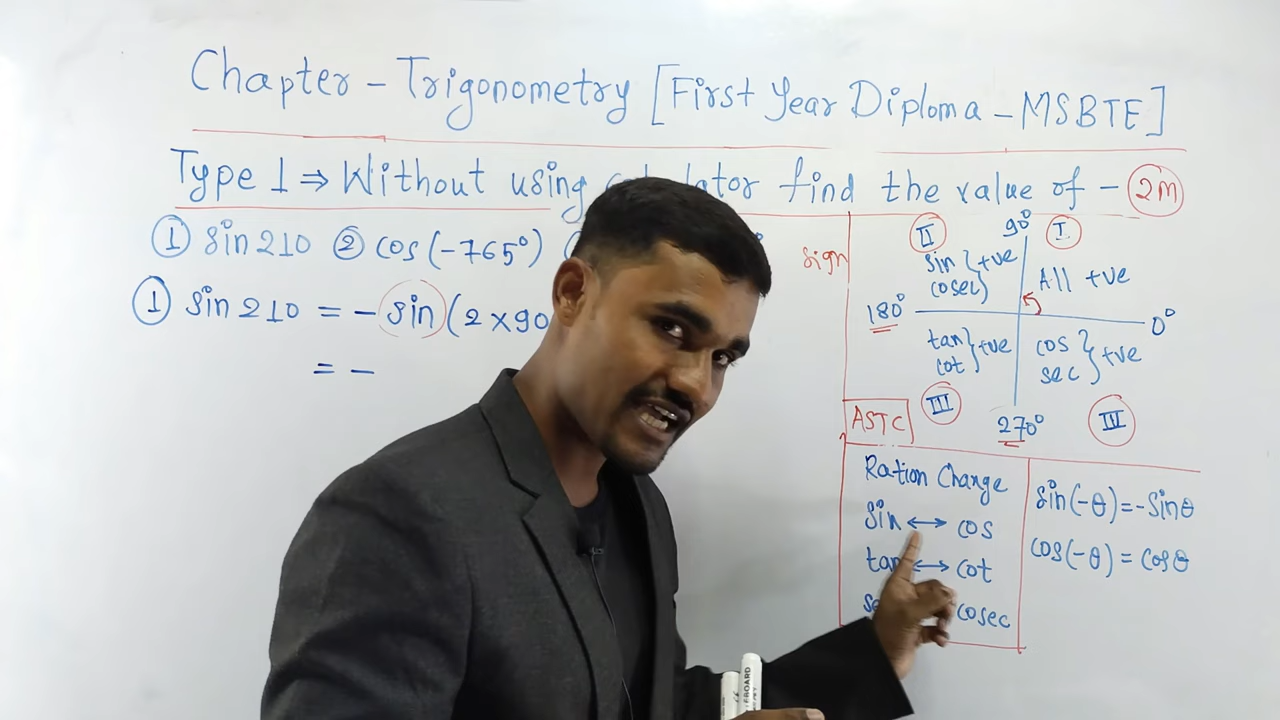 Chapter - Trigonometry [First Year Diploma - MSBTE]
Type 1 ⇒ Without using find the value of - 2M
① sin 210 ② cos(-765°)
① sin 210 = - sin (2 x 90
= -
sign
II 90° I
sin } +ve All +ve
cosec
180° 0°
tan } +ve cos } +ve
cot sec
III III
ASTC 270°
Ration Change
sin ↔ cos
tan ↔ cot
cosec
sin(-θ) = -sinθ
cos(-θ) = cosθ